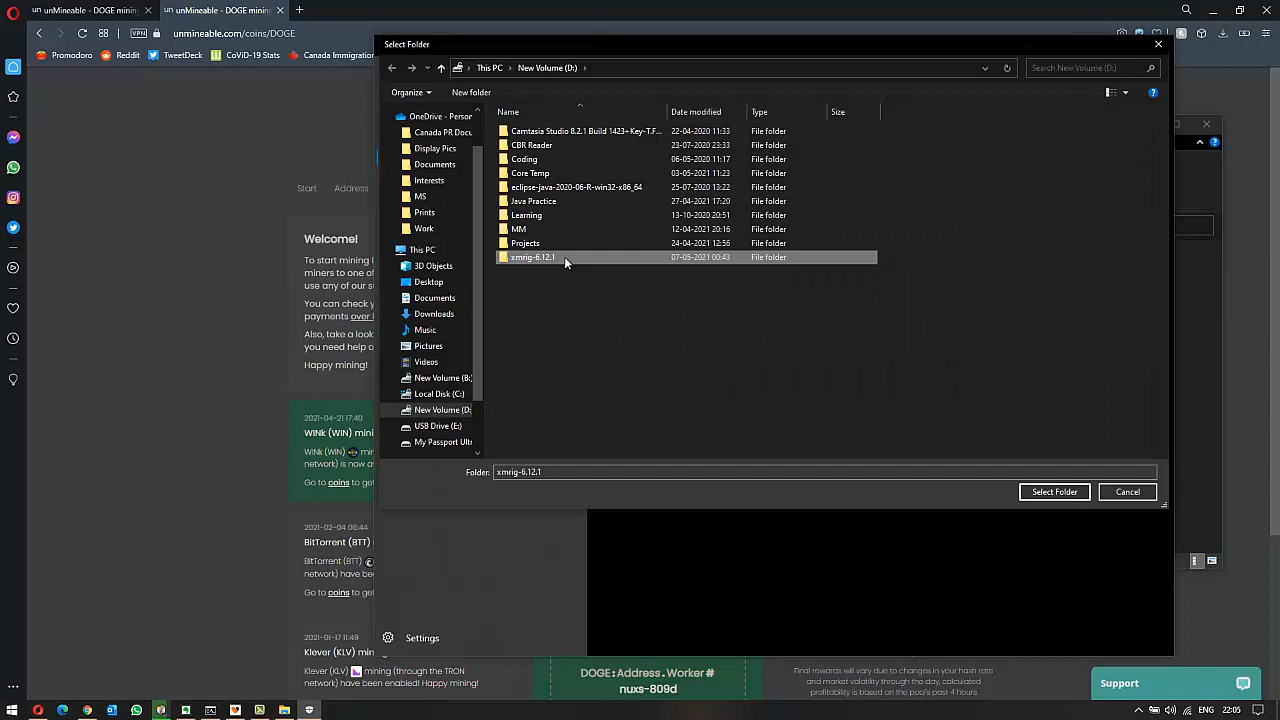 unMineable - DOGE mining
unMineable - DOGE mining
VPN
unmineable.com/coins/DOGE
Promodoro
Reddit
TweetDeck
CoViD-19 Stats
Canada Immigration
Select Folder
This PC
New Volume (D:)
Search New Volume (D:)
Organize
New folder
Name
Date modified
Type
Size
OneDrive - Person
Canada PR Docu
Display Pics
Documents
Interests
MS
Prints
Work
This PC
3D Objects
Desktop
Documents
Downloads
Music
Pictures
Videos
New Volume (B:)
Local Disk (C:)
New Volume (D:
USB Drive (E:)
My Passport Ultr
Camtasia Studio 8.2.1 Build 1423+Key-T.F... 22-04-2020 11:33 File folder
CBR Reader 23-07-2020 23:33 File folder
Coding 06-05-2020 11:17 File folder
Core Temp 03-05-2021 11:23 File folder
eclipse-java-2020-06-R-win32-x86_64 25-07-2020 13:22 File folder
Java Practice 27-04-2021 17:20 File folder
Learning 13-10-2020 20:51 File folder
MM 12-04-2021 20:16 File folder
Projects 24-04-2021 12:56 File folder
xmrig-6.12.1 07-05-2021 00:43 File folder
Folder: xmrig-6.12.1
Select Folder
Cancel
Start
Address
Welcome!
To start mining D
miners to one of
use any of our su
You can check y
payments over
Also, take a look
you need help o
Happy mining!
2021-04-21 17:40
WINk (WIN) mini
WINk (WIN)
network) is now av
Go to coins to get
2021-02-04 06:44
BitTorrent (BTT)
BitTorrent (BTT)
network) have bee
Go to coins to get
2021-01-17 11:49
Klever (KLV) m
Klever (KLV) mining (through the TRON
network) have been enabled! Happy mining!
Settings
DOGE:Address.Worker#
nuxs-809d
Final rewards will vary due to changes in your hash rate
and market volatility through the day, calculated
profitability is based on the pool's past 4 hours.
Support
ENG
22:05